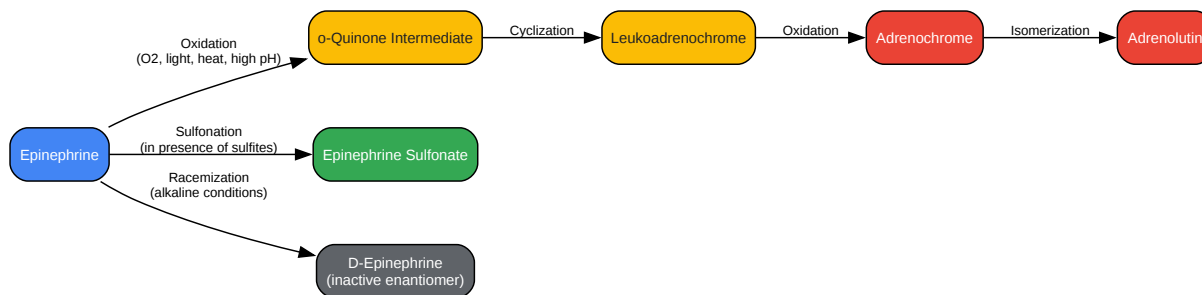 Oxidation
(O2, light, heat, high pH)
o-Quinone Intermediate
Cyclization
Leukoadrenochrome
Oxidation
Adrenochrome
Isomerization
Adrenolutin
Epinephrine
Sulfonation
(in presence of sulfites)
Epinephrine Sulfonate
Racemization
(alkaline conditions)
D-Epinephrine
(inactive enantiomer)